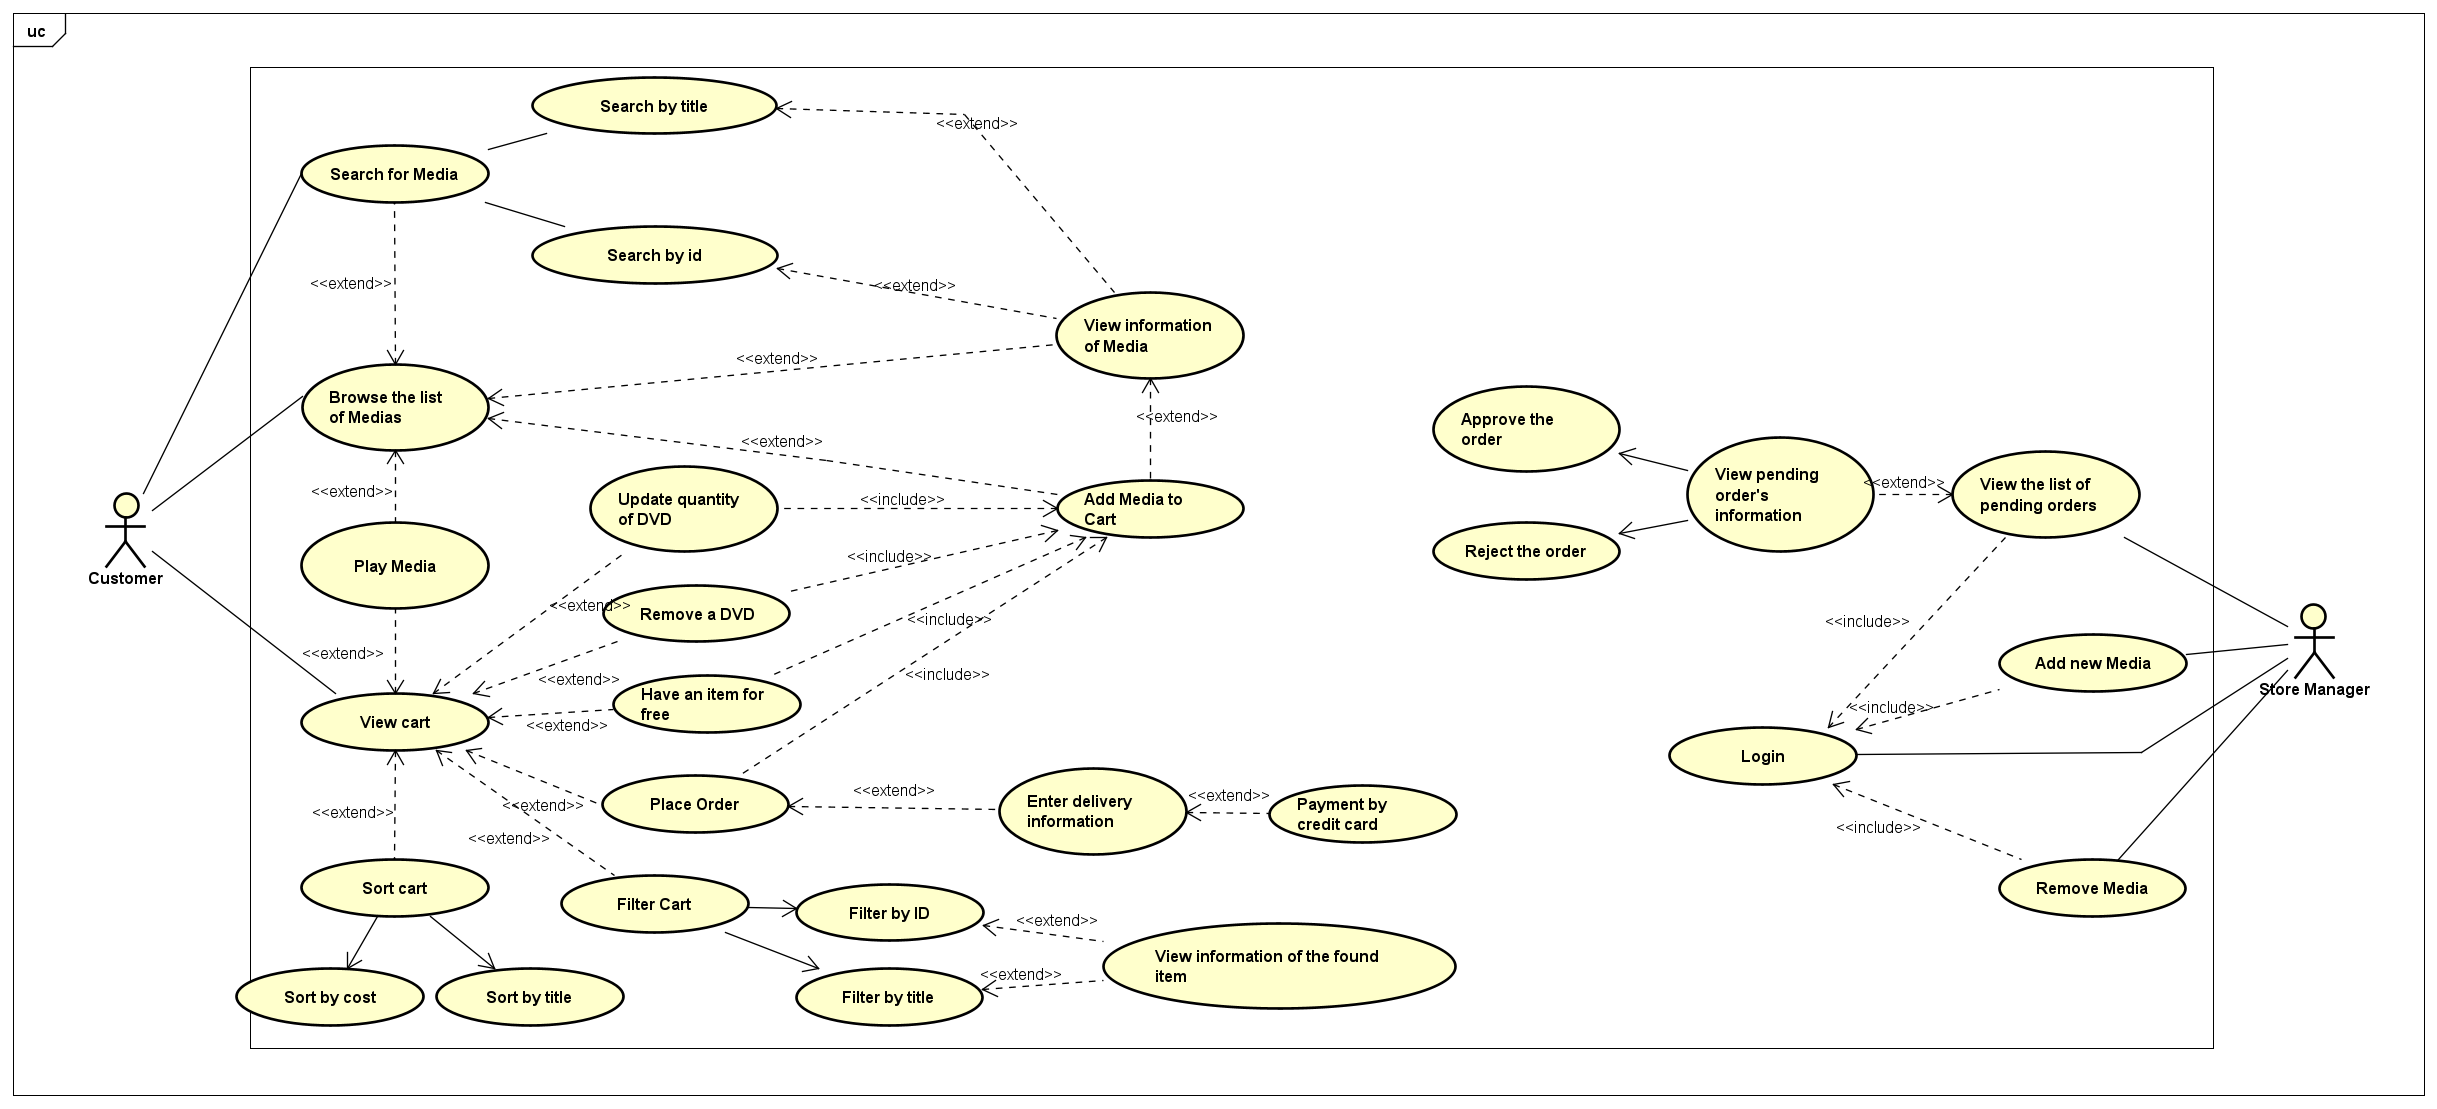 uc
Search by title
<<extend>>
Search for Media
Search by id
<<extend>>
<<extend>>
View information
of Media
<<extend>>
Browse the list
of Medias
<<extend>>
<<extend>>
Approve the
order
View pending
order's
information
<<extend>>
View the list of
pending orders
<<extend>>
Update quantity
of DVD
<<include>>
Add Media to
Cart
Reject the order
Customer
Play Media
<<include>>
<<extend>>
Remove a DVD
<<include>>
<<include>>
<<extend>>
<<extend>>
<<include>>
Add new Media
Store Manager
Have an item for
free
<<extend>>
View cart
<<include>>
Login
<<extend>>
<<extend>>
Place Order
<<extend>>
Enter delivery
information
<<extend>>
Payment by
credit card
<<include>>
<<extend>>
Sort cart
Filter Cart
Filter by ID
<<extend>>
Remove Media
View information of the found
item
<<extend>>
Sort by cost
Sort by title
Filter by title